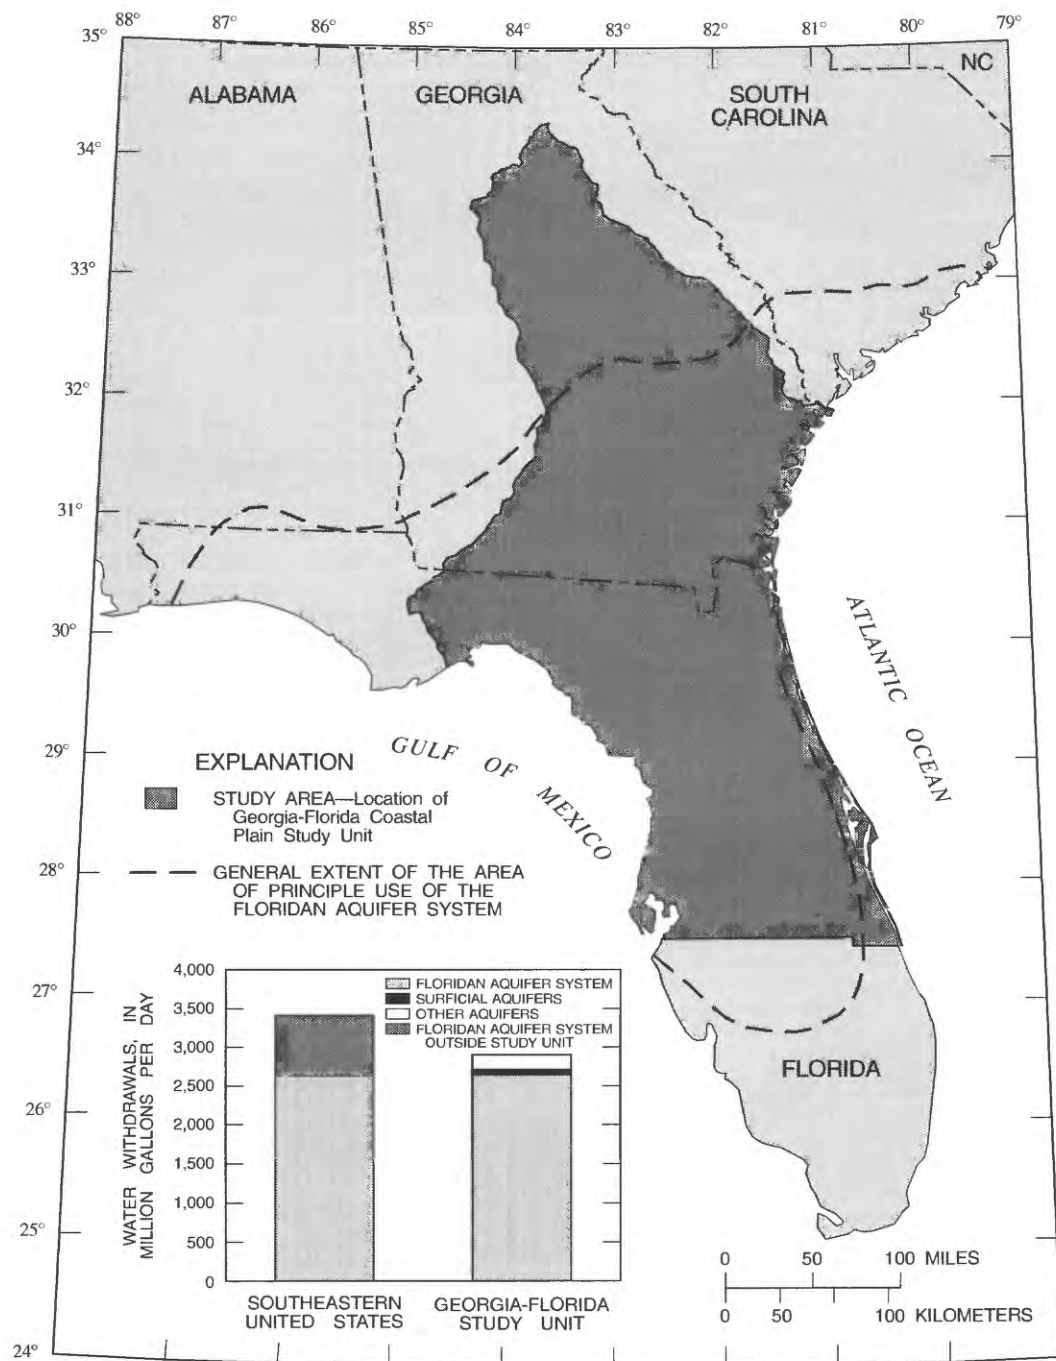 88°
87°
86°
85°
84°
83°
82°
81°
80°
79°
35°
34°
33°
32°
31°
30°
29°
28°
27°
26°
25°
24°
ALABAMA
GEORGIA
SOUTH
CAROLINA
NC
ATLANTIC OCEAN
GULF OF MEXICO
FLORIDA
EXPLANATION
STUDY AREA—Location of
Georgia-Florida Coastal
Plain Study Unit
GENERAL EXTENT OF THE AREA
OF PRINCIPLE USE OF THE
FLORIDAN AQUIFER SYSTEM
WATER WITHDRAWALS, IN
MILLION GALLONS PER DAY
4,000
3,500
3,000
2,500
2,000
1,500
1,000
500
0
FLORIDAN AQUIFER SYSTEM
SURFICIAL AQUIFERS
OTHER AQUIFERS
FLORIDAN AQUIFER SYSTEM
OUTSIDE STUDY UNIT
SOUTHEASTERN
UNITED STATES
GEORGIA-FLORIDA
STUDY UNIT
0 50 100 MILES
0 50 100 KILOMETERS